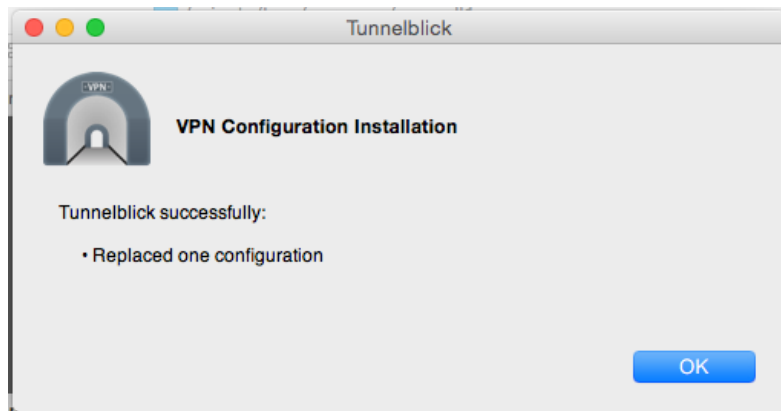 Tunnelblick
VPN
VPN Configuration Installation
Tunnelblick successfully:
• Replaced one configuration
OK